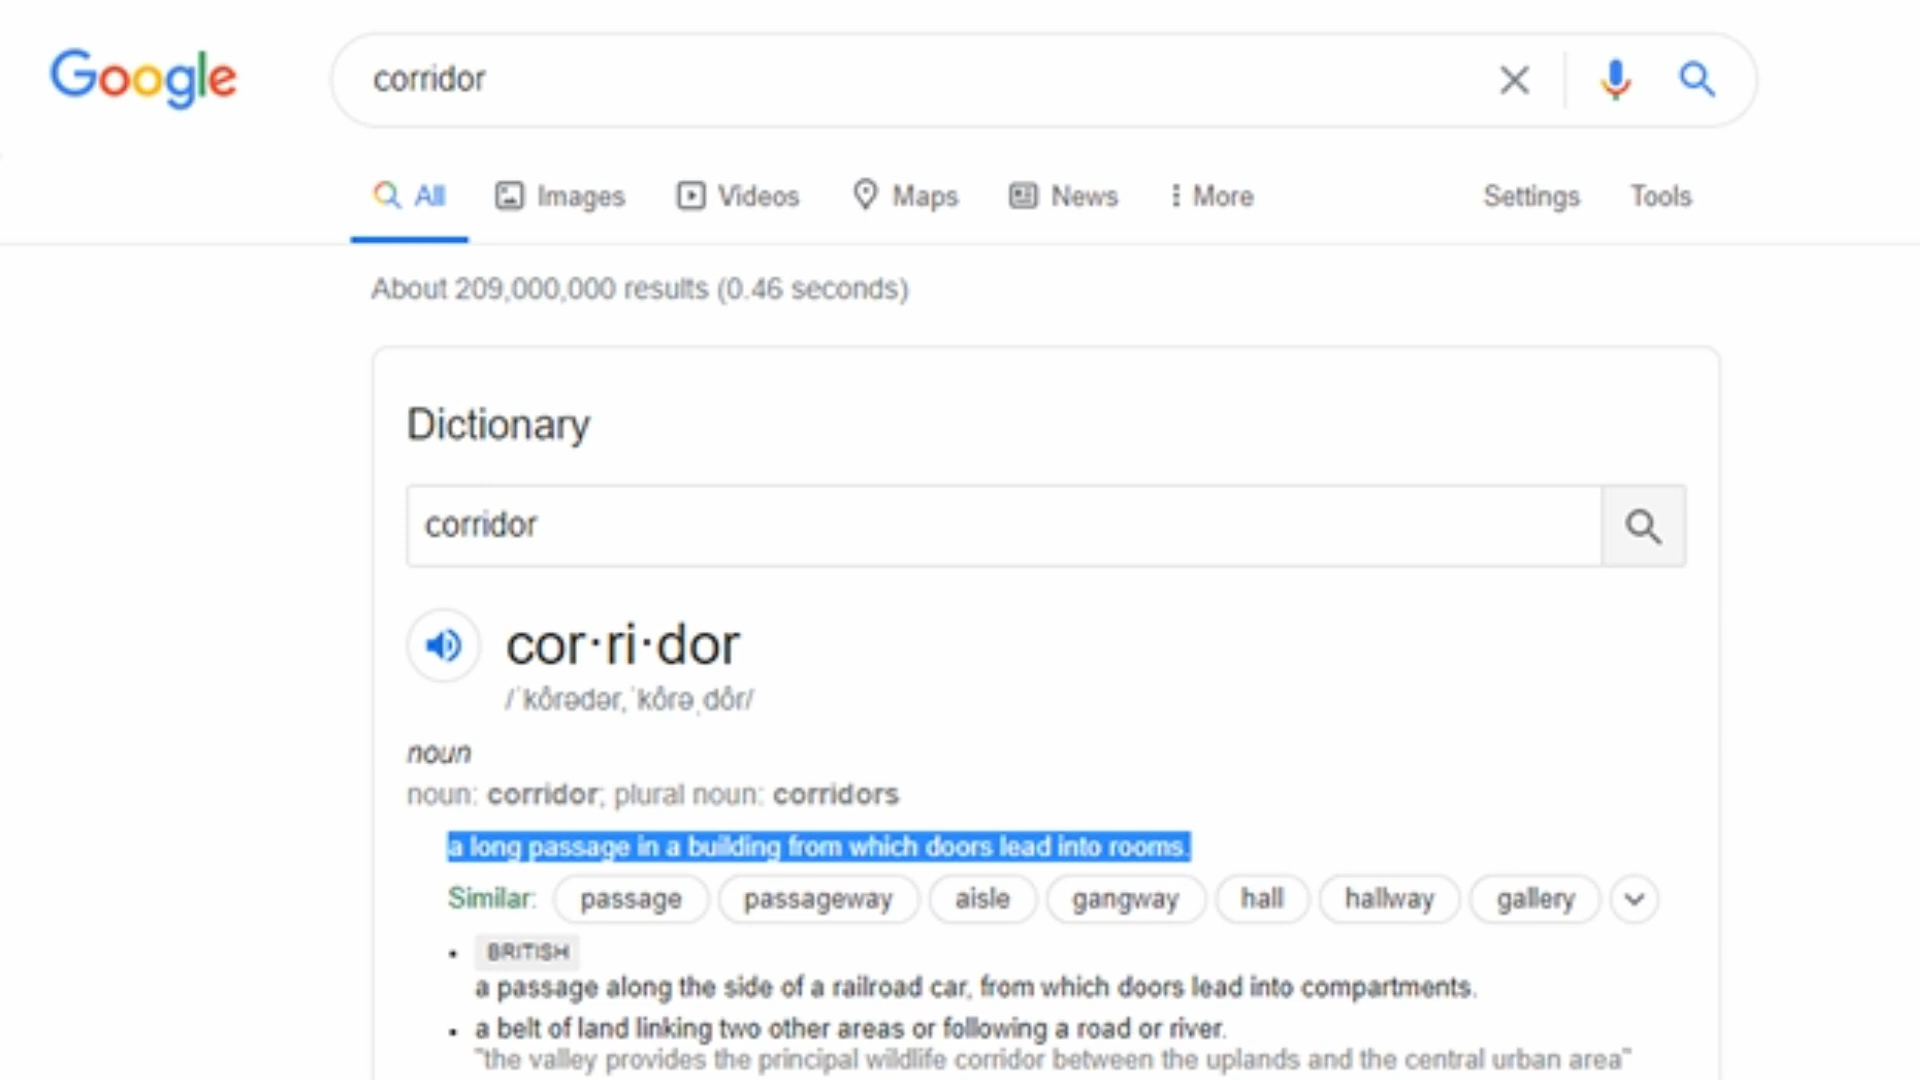 Google
corridor
All Images Videos Maps News More Settings Tools
About 209,000,000 results (0.46 seconds)
Dictionary
corridor
cor·ri·dor
/ˈkôrədər,ˈkôrəˌdôr/
noun
noun: corridor; plural noun: corridors
a long passage in a building from which doors lead into rooms.
Similar: passage passageway aisle gangway hall hallway gallery
• BRITISH
a passage along the side of a railroad car, from which doors lead into compartments.
• a belt of land linking two other areas or following a road or river.
"the valley provides the principal wildlife corridor between the uplands and the central urban area"